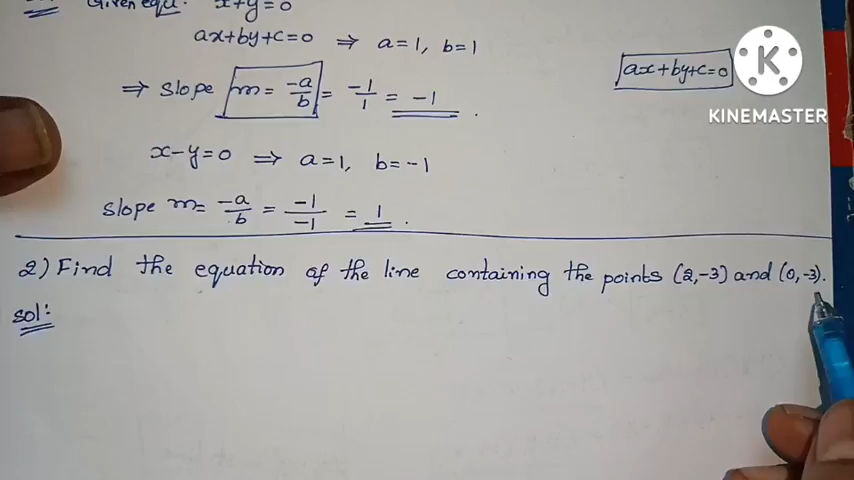 Given equ: x+y=0
ax+by+c=0 ⇒ a=1, b=1
ax+by+c=0
K
KINEMASTER
⇒ slope m = -a/b = -1/1 = -1.
x-y=0 ⇒ a=1, b=-1
slope m= -a/b = -1/-1 = 1.
2) Find the equation of the line containing the points (2,-3) and (0,-3).
sol: